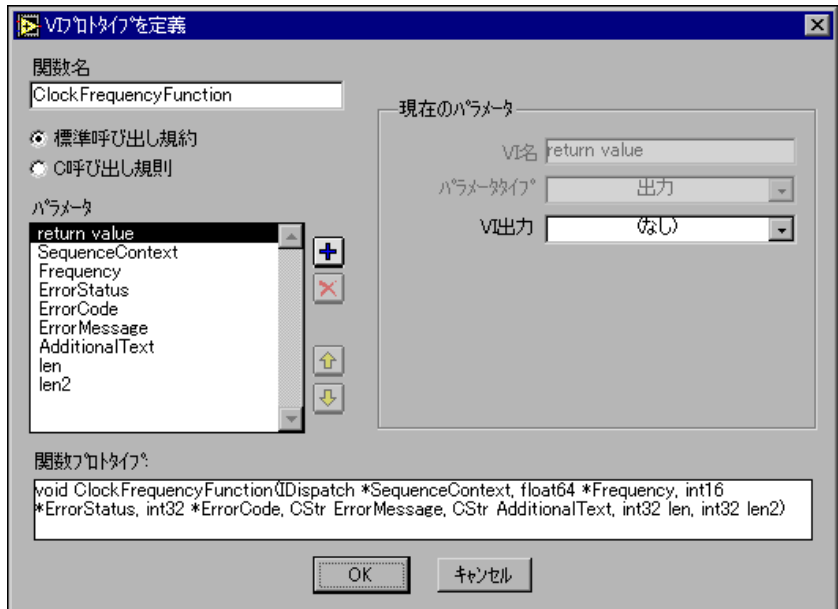 VIプロトタイプを定義
関数名
ClockFrequencyFunction
標準呼び出し規約
C呼び出し規則
パラメータ
return value
SequenceContext
Frequency
ErrorStatus
ErrorCode
ErrorMessage
AdditionalText
len
len2
現在のパラメータ
VI名 return value
パラメータタイプ 出力
VI出力 (なし)
関数プロトタイプ:
void ClockFrequencyFunction(IDispatch *SequenceContext, float64 *Frequency, int16
*ErrorStatus, int32 *ErrorCode, CStr ErrorMessage, CStr AdditionalText, int32 len, int32 len2)
OK キャンセル